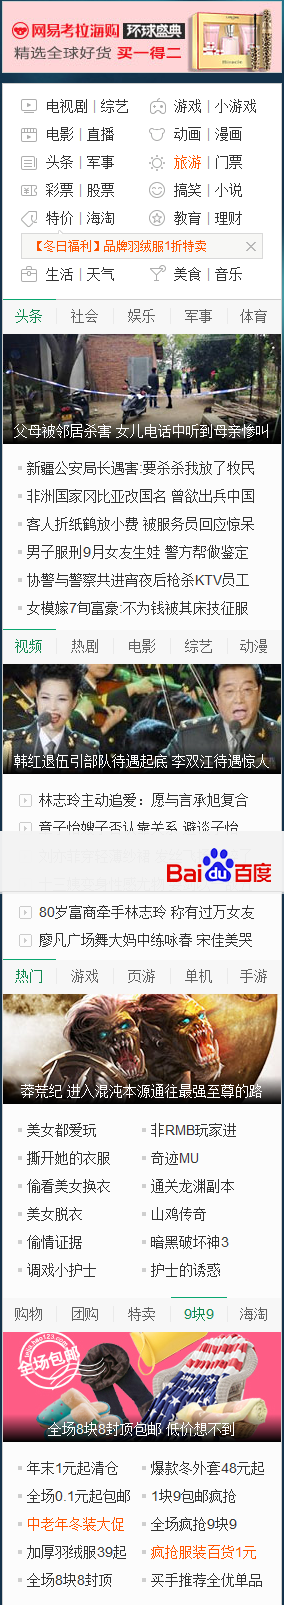 网易考拉海购 环球盛典
精选全球好货 买一得二
电视剧 | 综艺 游戏 | 小游戏
电影 | 直播 动画 | 漫画
头条 | 军事 旅游 | 门票
彩票 | 股票 搞笑 | 小说
特价 | 海淘 教育 | 理财
【冬日福利】品牌羽绒服1折特卖
生活 | 天气 美食 | 音乐
头条 社会 娱乐 军事 体育
父母被邻居杀害 女儿电话中听到母亲惨叫
新疆公安局长遇害:要杀杀我放了牧民
非洲国家冈比亚改国名 曾欲出兵中国
客人折纸鹤放小费 被服务员回应惊呆
男子服刑9月女友生娃 警方帮做鉴定
协警与警察共进宵夜后枪杀KTV员工
女模嫁7旬富豪:不为钱被其床技征服
视频 热剧 电影 综艺 动漫
韩红退伍引部队待遇起底 李双江待遇惊人
林志玲主动追爱：愿与言承旭复合
章子怡嫂子否认靠关系 避谈子怡
Bai du 百度
80岁富商牵手林志玲 称有过万女友
廖凡广场舞大妈中练咏春 宋佳美哭
热门 游戏 页游 单机 手游
莽荒纪 进入混沌本源通往最强至尊的路
美女都爱玩 非RMB玩家进
撕开她的衣服 奇迹MU
偷看美女换衣 通关龙渊副本
美女脱衣 山鸡传奇
偷情证据 暗黑破坏神3
调戏小护士 护士的诱惑
购物 团购 特卖 9块9 海淘
hao123.com
全场包邮
全场8块8封顶包邮 低价想不到
年末1元起清仓 爆款冬外套48元起
全场0.1元起包邮 1块9包邮疯抢
中老年冬装大促 全场疯抢9块9
加厚羽绒服39起 疯抢服装百货1元
全场8块8封顶 买手推荐全优单品